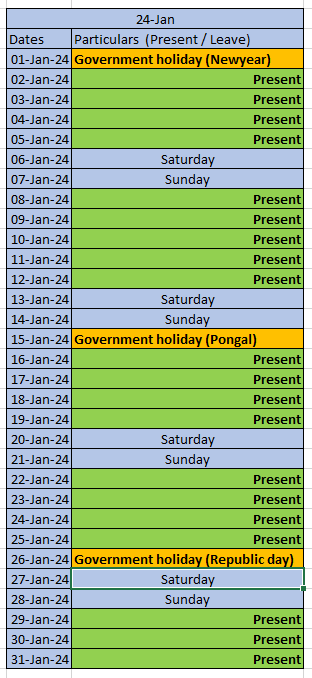 24-Jan
Dates Particulars (Present / Leave)
01-Jan-24 Government holiday (Newyear)
02-Jan-24 Present
03-Jan-24 Present
04-Jan-24 Present
05-Jan-24 Present
06-Jan-24 Saturday
07-Jan-24 Sunday
08-Jan-24 Present
09-Jan-24 Present
10-Jan-24 Present
11-Jan-24 Present
12-Jan-24 Present
13-Jan-24 Saturday
14-Jan-24 Sunday
15-Jan-24 Government holiday (Pongal)
16-Jan-24 Present
17-Jan-24 Present
18-Jan-24 Present
19-Jan-24 Present
20-Jan-24 Saturday
21-Jan-24 Sunday
22-Jan-24 Present
23-Jan-24 Present
24-Jan-24 Present
25-Jan-24 Present
26-Jan-24 Government holiday (Republic day)
27-Jan-24 Saturday
28-Jan-24 Sunday
29-Jan-24 Present
30-Jan-24 Present
31-Jan-24 Present